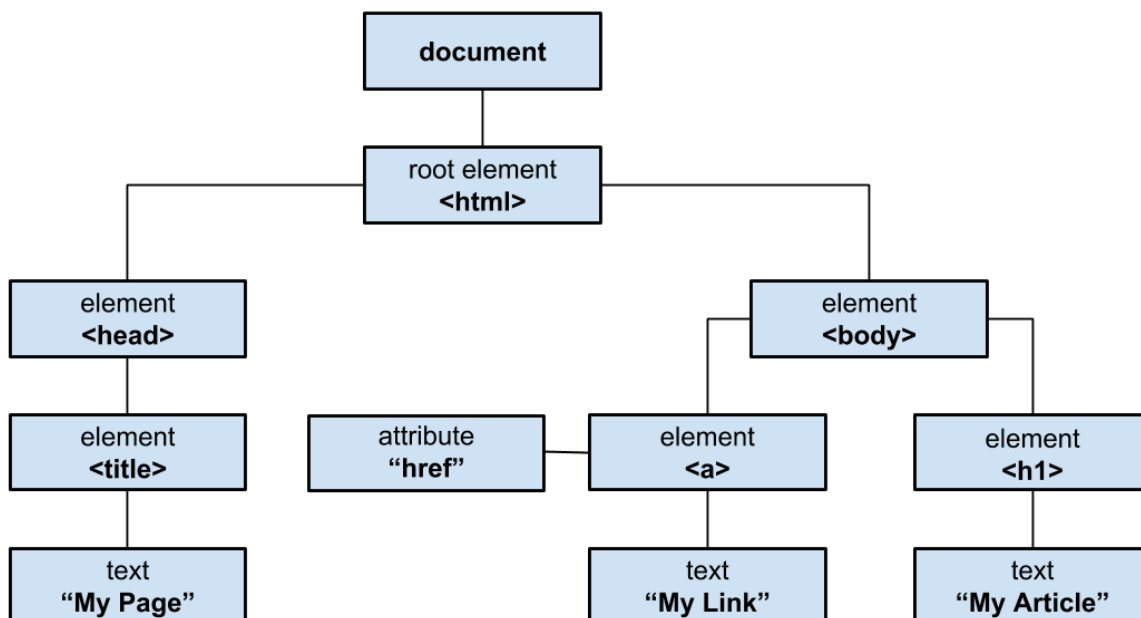 document
root element
<html>
element
<head>
element
<body>
element
<title>
attribute
“href”
element
<a>
element
<h1>
text
“My Page”
text
“My Link”
text
“My Article”